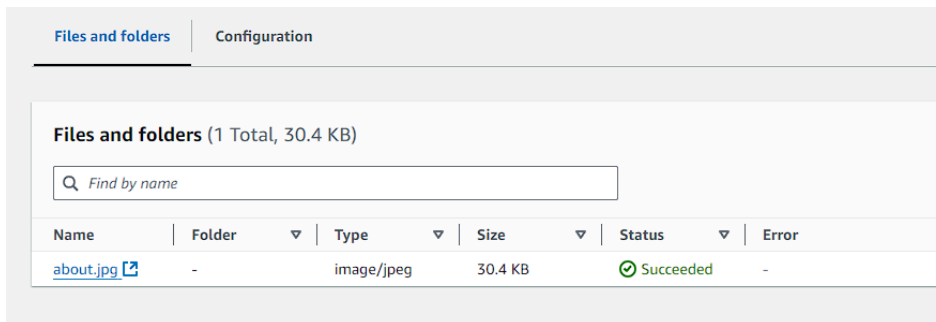 Files and folders Configuration
Files and folders (1 Total, 30.4 KB)
Find by name
Name Folder Type Size Status Error
about.jpg - image/jpeg 30.4 KB Succeeded -